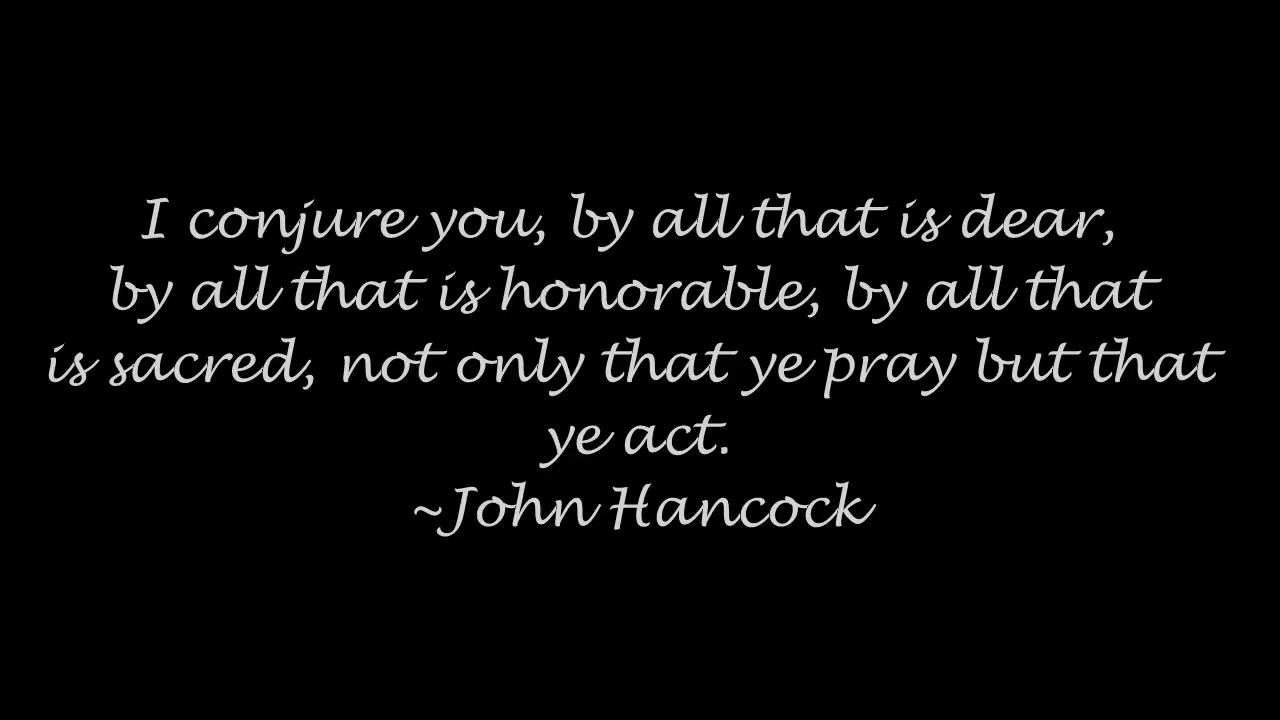 I conjure you, by all that is dear,
by all that is honorable, by all that
is sacred, not only that ye pray but that
ye act.
~John Hancock